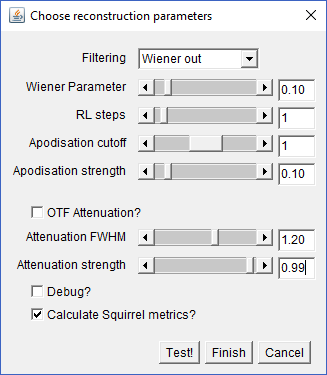 Choose reconstruction parameters
Filtering Wiener out
Wiener Parameter 0.10
RL steps 1
Apodisation cutoff 1
Apodisation strength 0.10
OTF Attenuation?
Attenuation FWHM 1.20
Attenuation strength 0.99
Debug?
Calculate Squirrel metrics?
Test! Finish Cancel